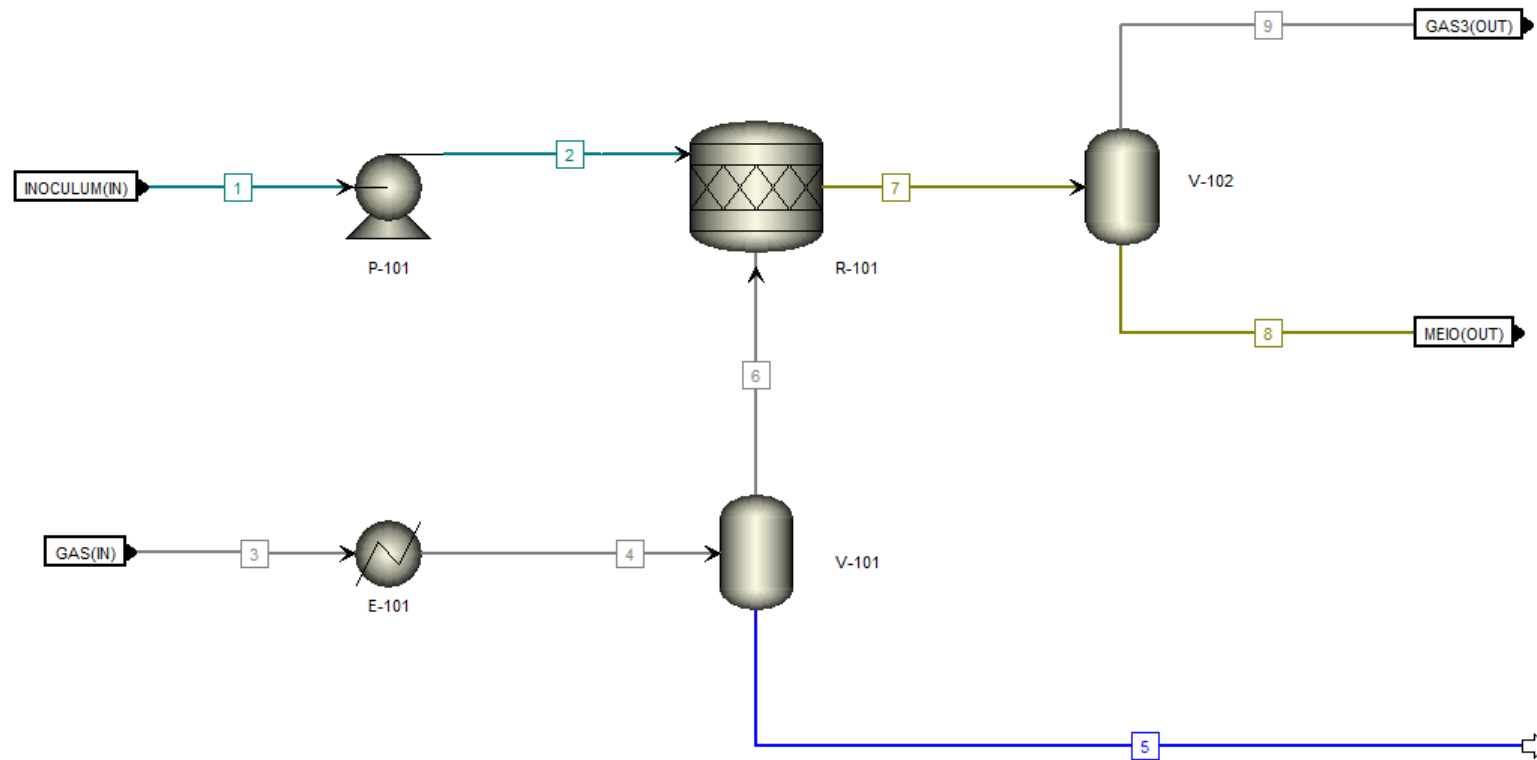 9
GAS3(OUT)
2
INOCULUM(IN)
1
7
V-102
P-101
R-101
8
MEIO(OUT)
6
GAS(IN)
3
4
V-101
E-101
5